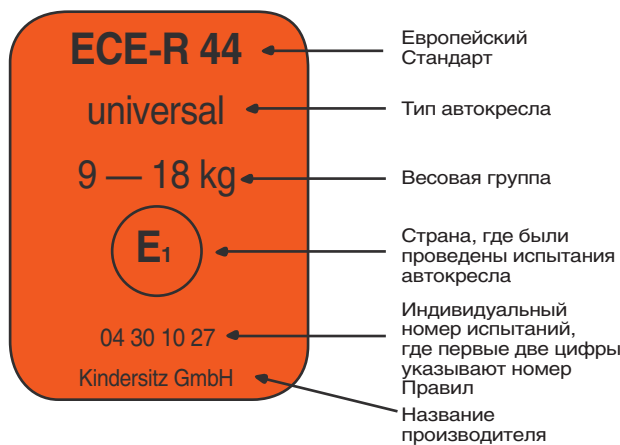 ECE-R 44
universal
9 — 18 kg
E1
04 30 10 27
Kindersitz GmbH
Европейский
Стандарт
Тип автокресла
Весовая группа
Страна, где были
проведены испытания
автокресла
Индивидуальный
номер испытаний,
где первые две цифры
указывают номер
Правил
Название
производителя